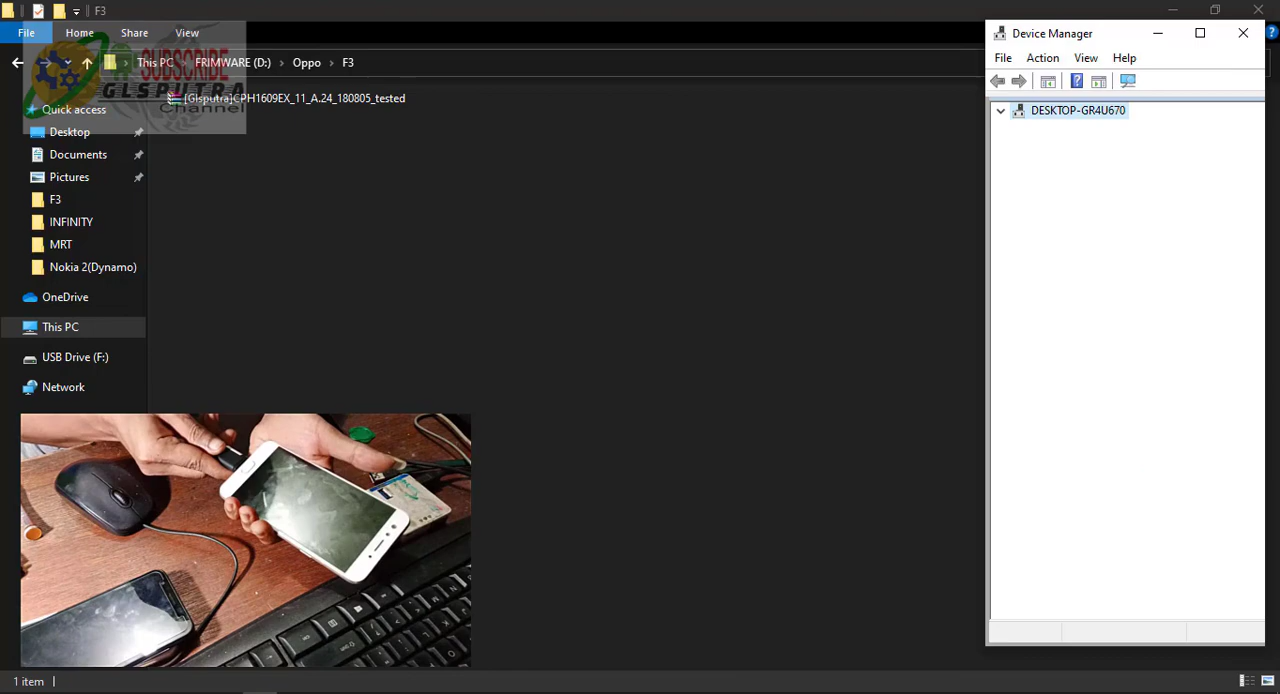 F3
File Home Share View
This PC FRIMWARE (D:) Oppo F3
SUBSCRIBE
GLSPUTRA
Channel
[Glsputra]CPH1609EX_11_A.24_180805_tested
Quick access
Desktop
Documents
Pictures
F3
INFINITY
MRT
Nokia 2(Dynamo)
OneDrive
This PC
USB Drive (F:)
Network
1 item
Device Manager
File Action View Help
DESKTOP-GR4U670